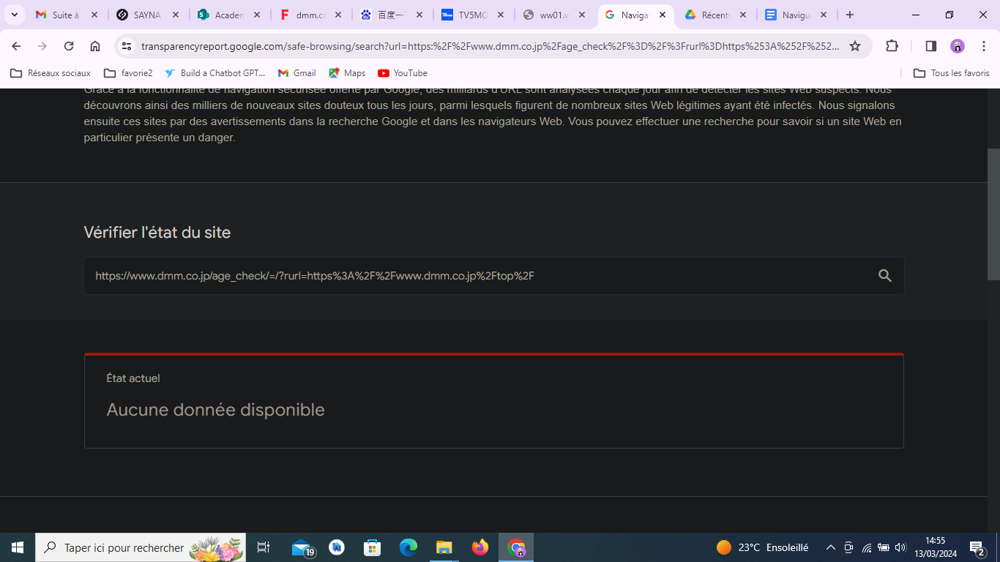 Suite à
SAYNA
Academ
dmm.co
百度一
TV5MO
ww01.v
Navigat
Récents
Navigu
transparencyreport.google.com/safe-browsing/search?url=https:%2F%2Fwww.dmm.co.jp%2Fage_check%2F%3D%2F%3Frurl%3Dhttps%253A%252F%252...
Réseaux sociaux
favorie2
Build a Chatbot GPT...
Gmail
Maps
YouTube
Tous les favoris
Grâce à la fonctionnalité de navigation sécurisée offerte par Google, des milliards d'URL sont analysées chaque jour afin de détecter les sites Web suspects. Nous
découvrons ainsi des milliers de nouveaux sites douteux tous les jours, parmi lesquels figurent de nombreux sites Web légitimes ayant été infectés. Nous signalons
ensuite ces sites par des avertissements dans la recherche Google et dans les navigateurs Web. Vous pouvez effectuer une recherche pour savoir si un site Web en
particulier présente un danger.
Vérifier l'état du site
https://www.dmm.co.jp/age_check/=/?rurl=https%3A%2F%2Fwww.dmm.co.jp%2Ftop%2F
État actuel
Aucune donnée disponible
Taper ici pour rechercher
19
23°C Ensoleillé
14:55
13/03/2024
2